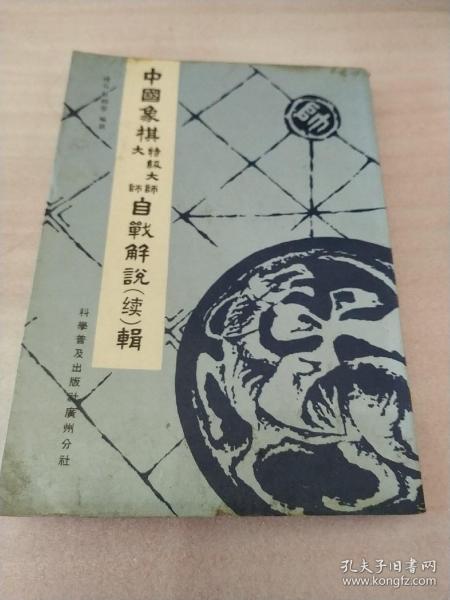 中國象棋特級大師
大師
自戰解說(续)輯
編
科學普及出版社廣州分社
帥
孔夫子旧书网
www.kongfz.com